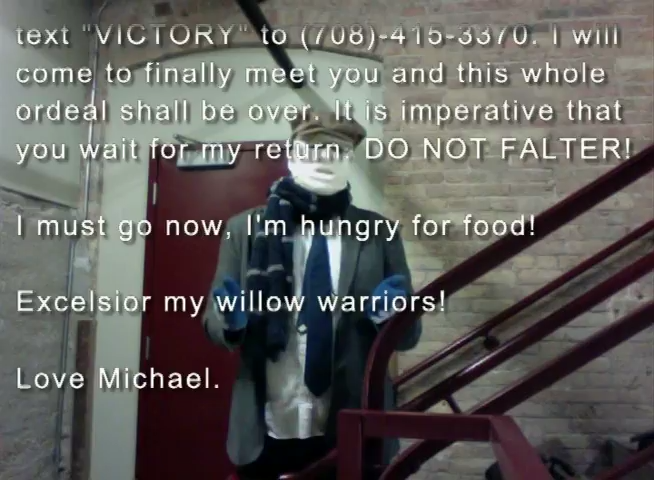 text "VICTORY" to (708)-415-3370. I will
come to finally meet you and this whole
ordeal shall be over. It is imperative that
you wait for my return. DO NOT FALTER!
I must go now, I'm hungry for food!
Excelsior my willow warriors!
Love Michael.